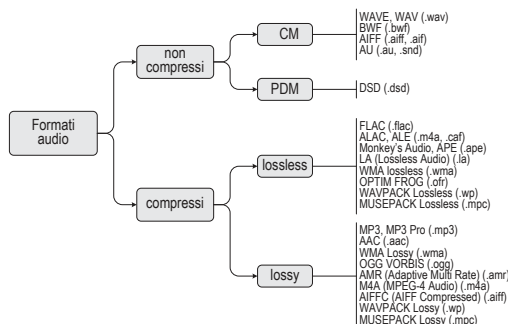 Formati
audio
non
compressi
CM
WAVE, WAV (.wav)
BWF (.bwf)
AIFF (.aiff, .aif)
AU (.au, .snd)
PDM
DSD (.dsd)
compressi
lossless
FLAC (.flac)
ALAC, ALE (.m4a, .caf)
Monkey's Audio, APE (.ape)
LA (Lossless Audio) (.la)
WMA lossless (.wma)
OPTIM FROG (.ofr)
WAVPACK Lossless (.wp)
MUSEPACK Lossless (.mpc)
lossy
MP3, MP3 Pro (.mp3)
AAC (.aac)
WMA Lossy (.wma)
OGG VORBIS (.ogg)
AMR (Adaptive Multi Rate) (.amr)
M4A (MPEG-4 Audio) (.m4a)
AIFFC (AIFF Compressed) (.aiff)
WAVPACK Lossy (.wp)
MUSEPACK Lossy (.mpc)